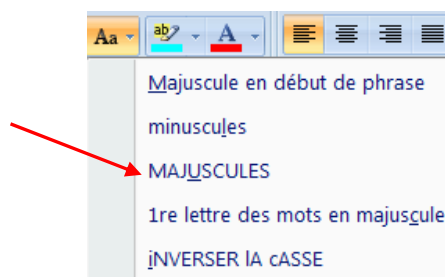 Aa ab A
Majuscule en début de phrase
minuscules
MAJUSCULES
1re lettre des mots en majuscule
iNVERSER lA cASSE